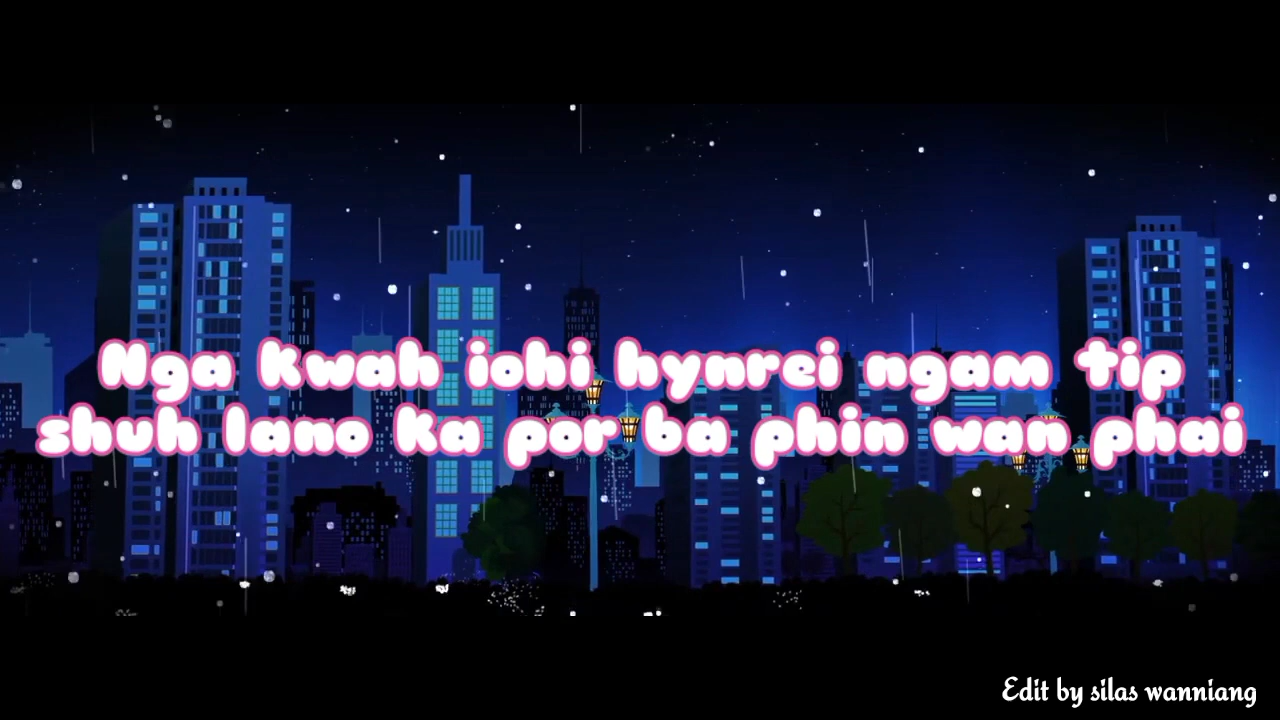 Nga Kwah iohi hynrei ngam tip
shuh lano Ka por ba phin wan phai
Edit by silas wanniang